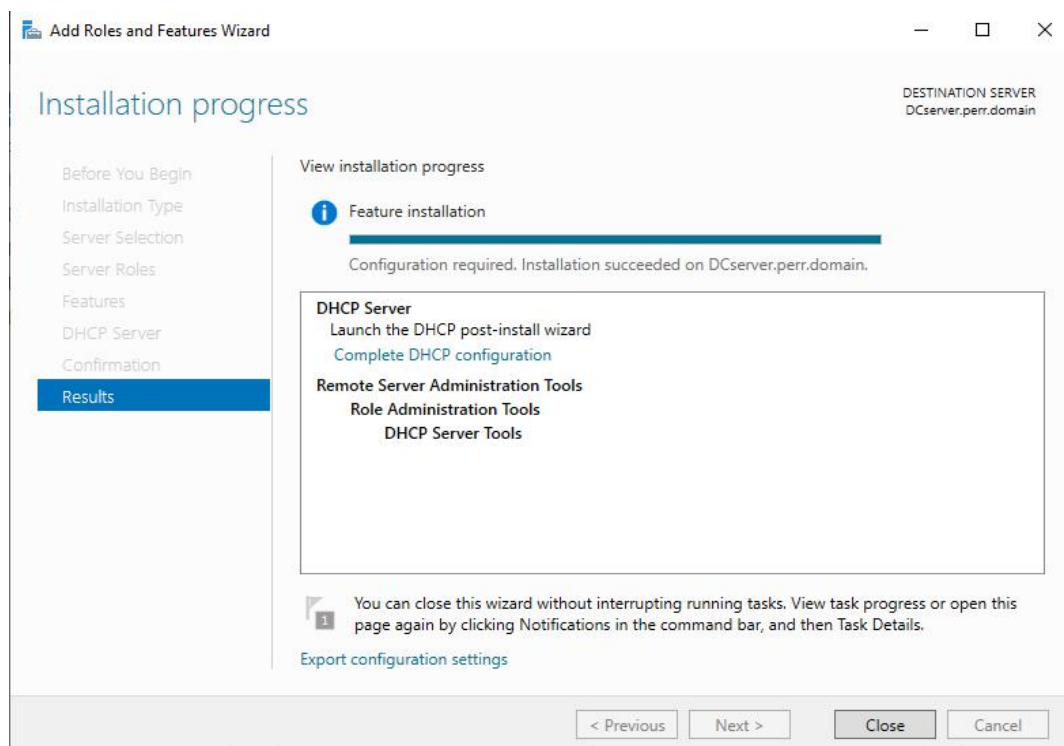 Add Roles and Features Wizard
Installation progress
DESTINATION SERVER
DCserver.perr.domain
Before You Begin
Installation Type
Server Selection
Server Roles
Features
DHCP Server
Confirmation
Results
View installation progress
Feature installation
Configuration required. Installation succeeded on DCserver.perr.domain.
DHCP Server
Launch the DHCP post-install wizard
Complete DHCP configuration
Remote Server Administration Tools
Role Administration Tools
DHCP Server Tools
1
You can close this wizard without interrupting running tasks. View task progress or open this
page again by clicking Notifications in the command bar, and then Task Details.
Export configuration settings
< Previous
Next >
Close
Cancel